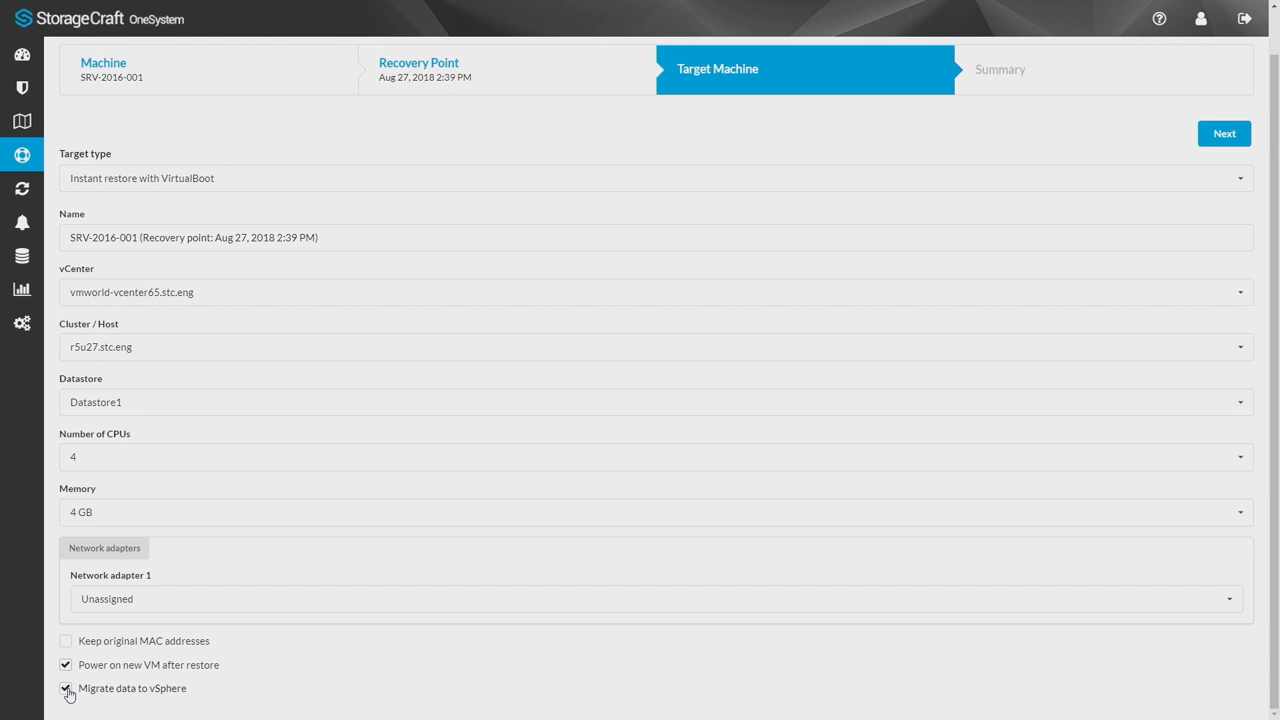 StorageCraft OneSystem
Machine
SRV-2016-001
Recovery Point
Aug 27, 2018 2:39 PM
Target Machine
Summary
Next
Target type
Instant restore with VirtualBoot
Name
SRV-2016-001 (Recovery point: Aug 27, 2018 2:39 PM)
vCenter
vmworld-vcenter65.stc.eng
Cluster / Host
r5u27.stc.eng
Datastore
Datastore1
Number of CPUs
4
Memory
4 GB
Network adapters
Network adapter 1
Unassigned
Keep original MAC addresses
Power on new VM after restore
Migrate data to vSphere